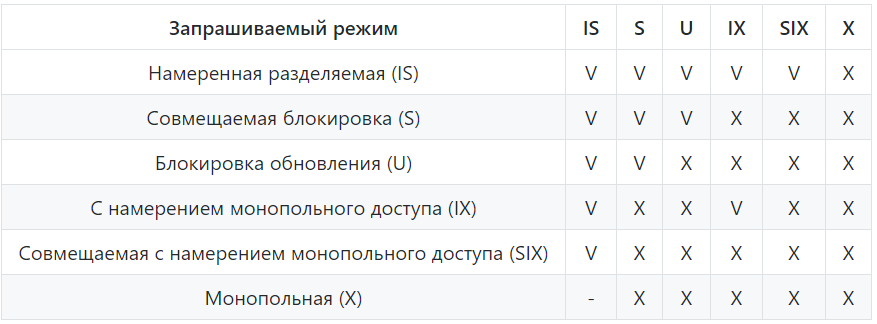 Запрашиваемый режим IS S U IX SIX X
Намеренная разделяемая (IS) V V V V V X
Совмещаемая блокировка (S) V V V X X X
Блокировка обновления (U) V V X X X X
С намерением монопольного доступа (IX) V X X V X X
Совмещаемая с намерением монопольного доступа (SIX) V X X X X X
Монопольная (X) - X X X X X